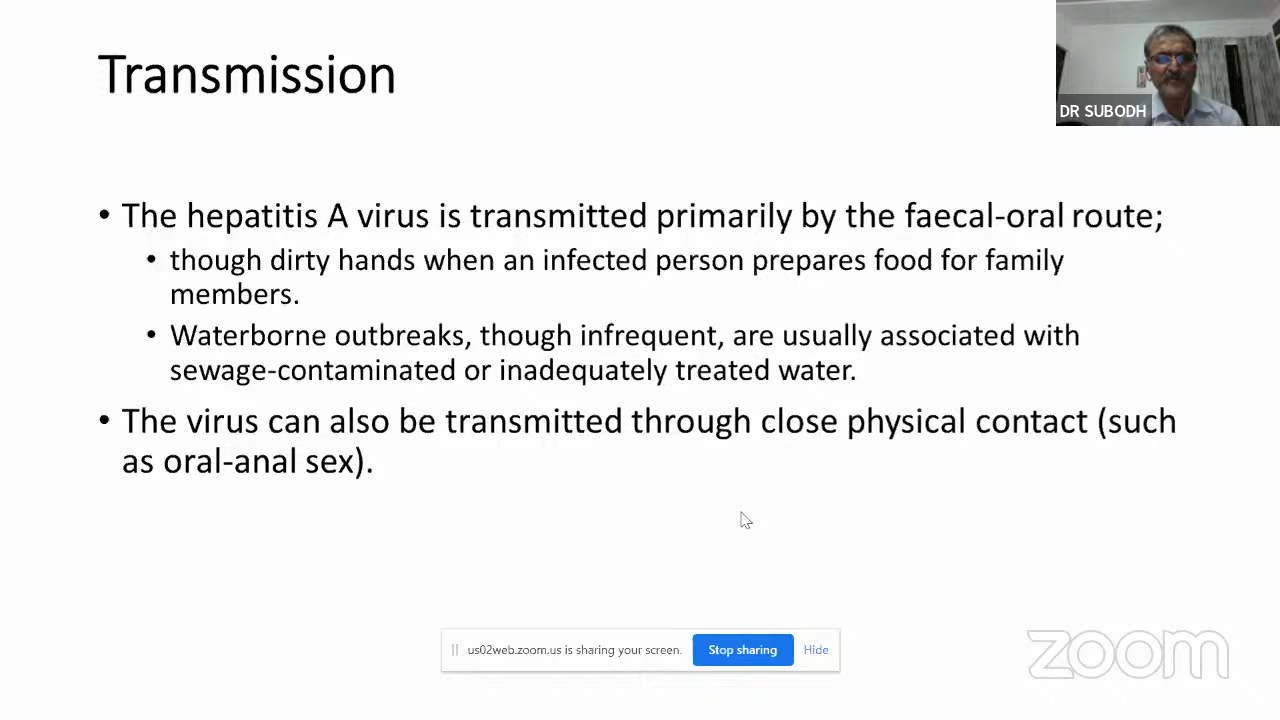 Transmission
DR SUBODH
• The hepatitis A virus is transmitted primarily by the faecal-oral route;
• though dirty hands when an infected person prepares food for family
members.
• Waterborne outbreaks, though infrequent, are usually associated with
sewage-contaminated or inadequately treated water.
• The virus can also be transmitted through close physical contact (such
as oral-anal sex).
us02web.zoom.us is sharing your screen. Stop sharing Hide
zoom